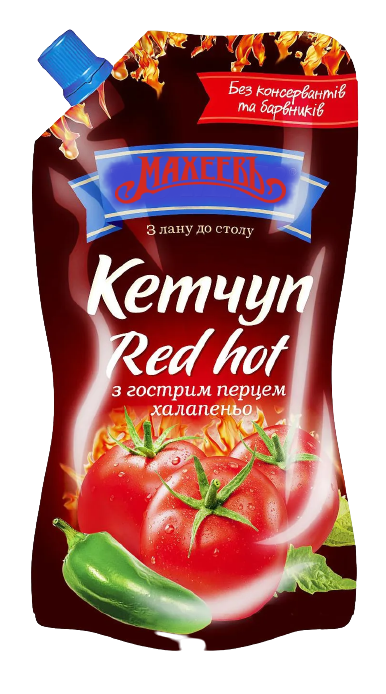 Без консервантів
та барвників
МАХЕЕВЪ
З лану до столу
Кетчуп
Red hot
з гострим перцем
халапеньо